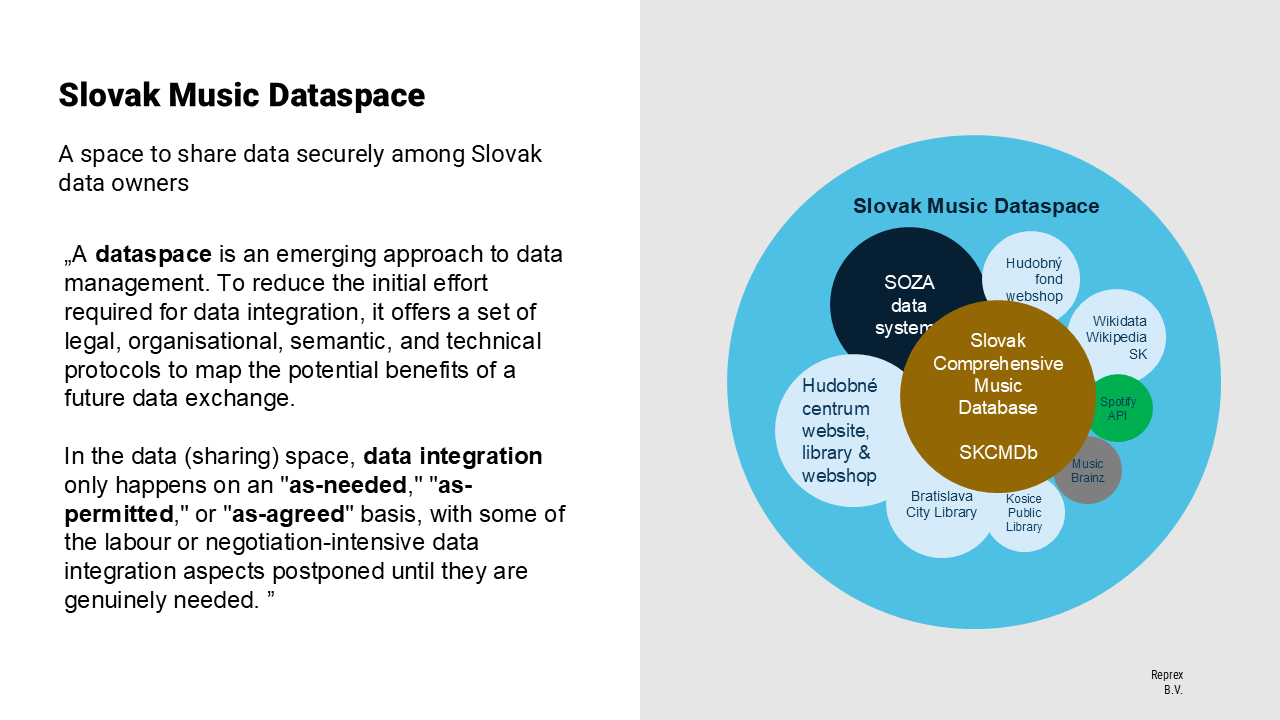 Slovak Music Dataspace
A space to share data securely among Slovak
data owners
„A dataspace is an emerging approach to data
management. To reduce the initial effort
required for data integration, it offers a set of
legal, organisational, semantic, and technical
protocols to map the potential benefits of a
future data exchange.
In the data (sharing) space, data integration
only happens on an "as-needed," "as-
permitted," or "as-agreed" basis, with some of
the labour or negotiation-intensive data
integration aspects postponed until they are
genuinely needed. ”
Slovak Music Dataspace
SOZA
data
system
Hudobný
fond
webshop
Wikidata
Wikipedia
SK
Slovak
Comprehensive
Music
Database
SKCMDb
Hudobné
centrum
website,
library &
webshop
Spotify
API
Music
Brainz
Bratislava
City Library
Kosice
Public
Library
Reprex
B.V.